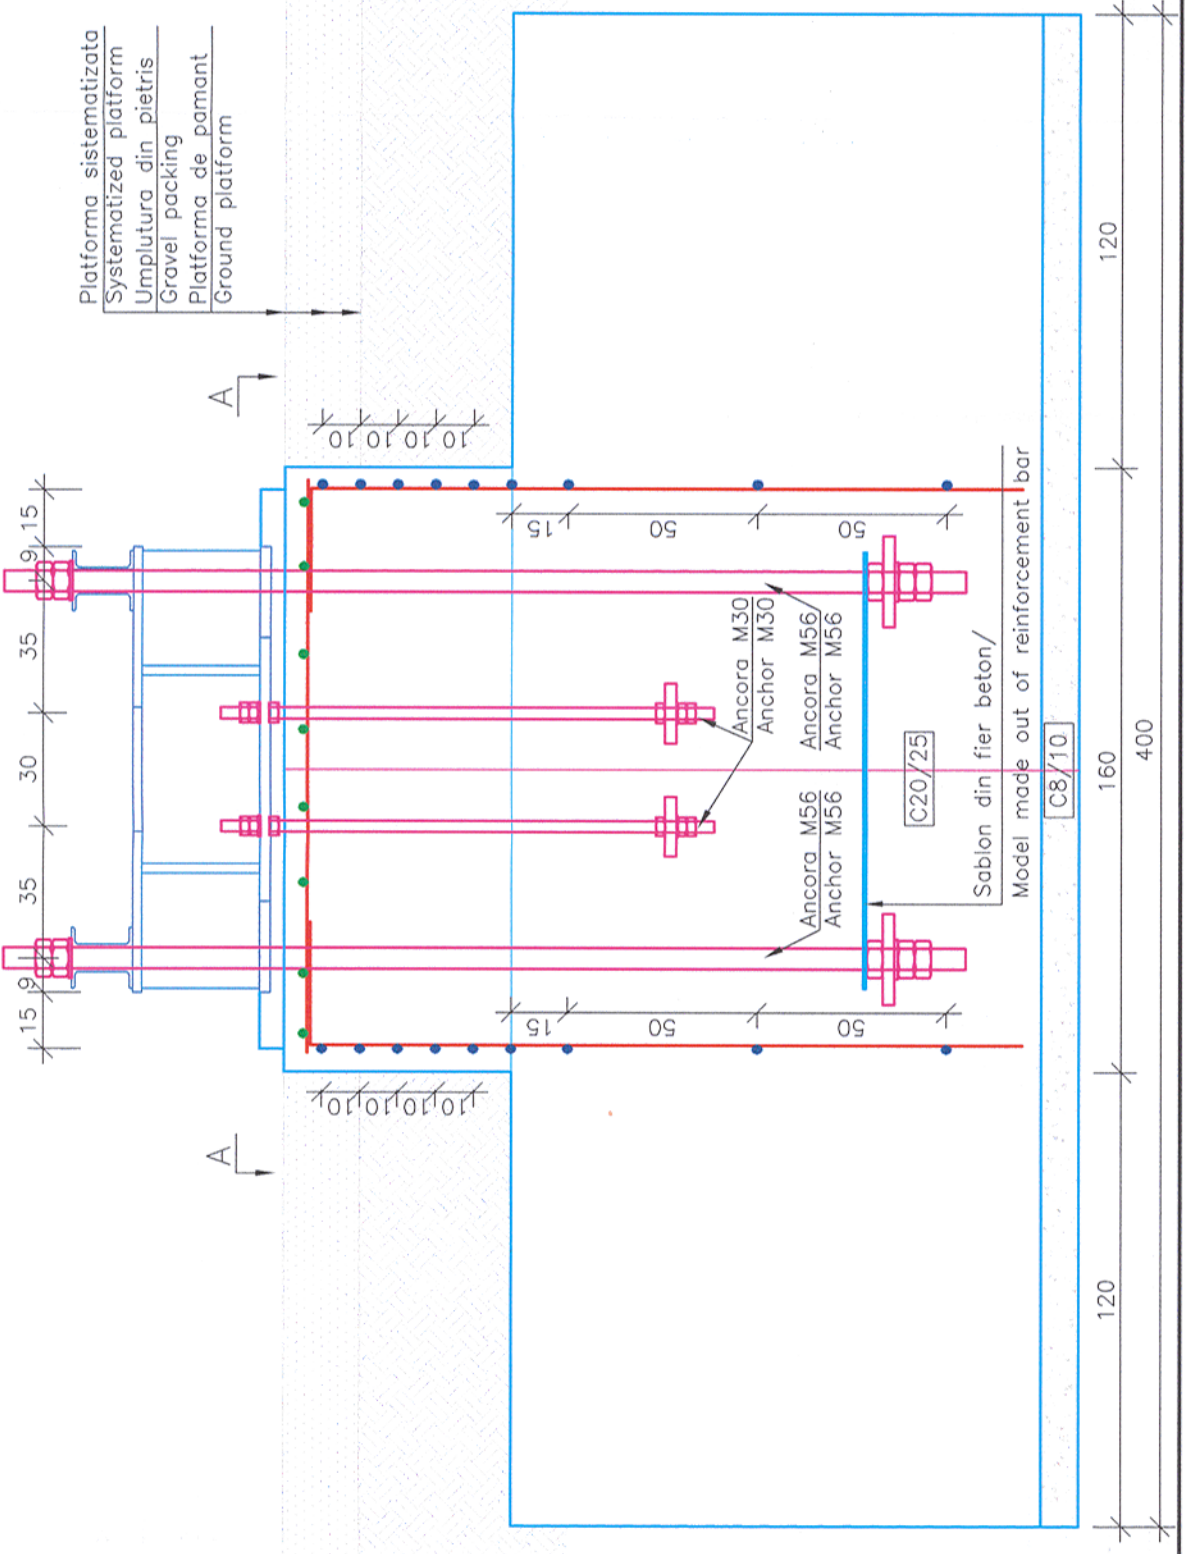 Platforma sistematizata
Systematized platform
Umplutura din pietris
Gravel packing
Platforma de pamant
Ground platform
A
A
15
9
35
30
35
9
15
10
10
10
10
10
10
10
10
15
50
50
15
50
50
Ancora M30
Anchor M30
Ancora M56
Anchor M56
Ancora M56
Anchor M56
C20/25
Sablon din fier beton/
Model made out of reinforcement bar
C8/10
120
160
120
400